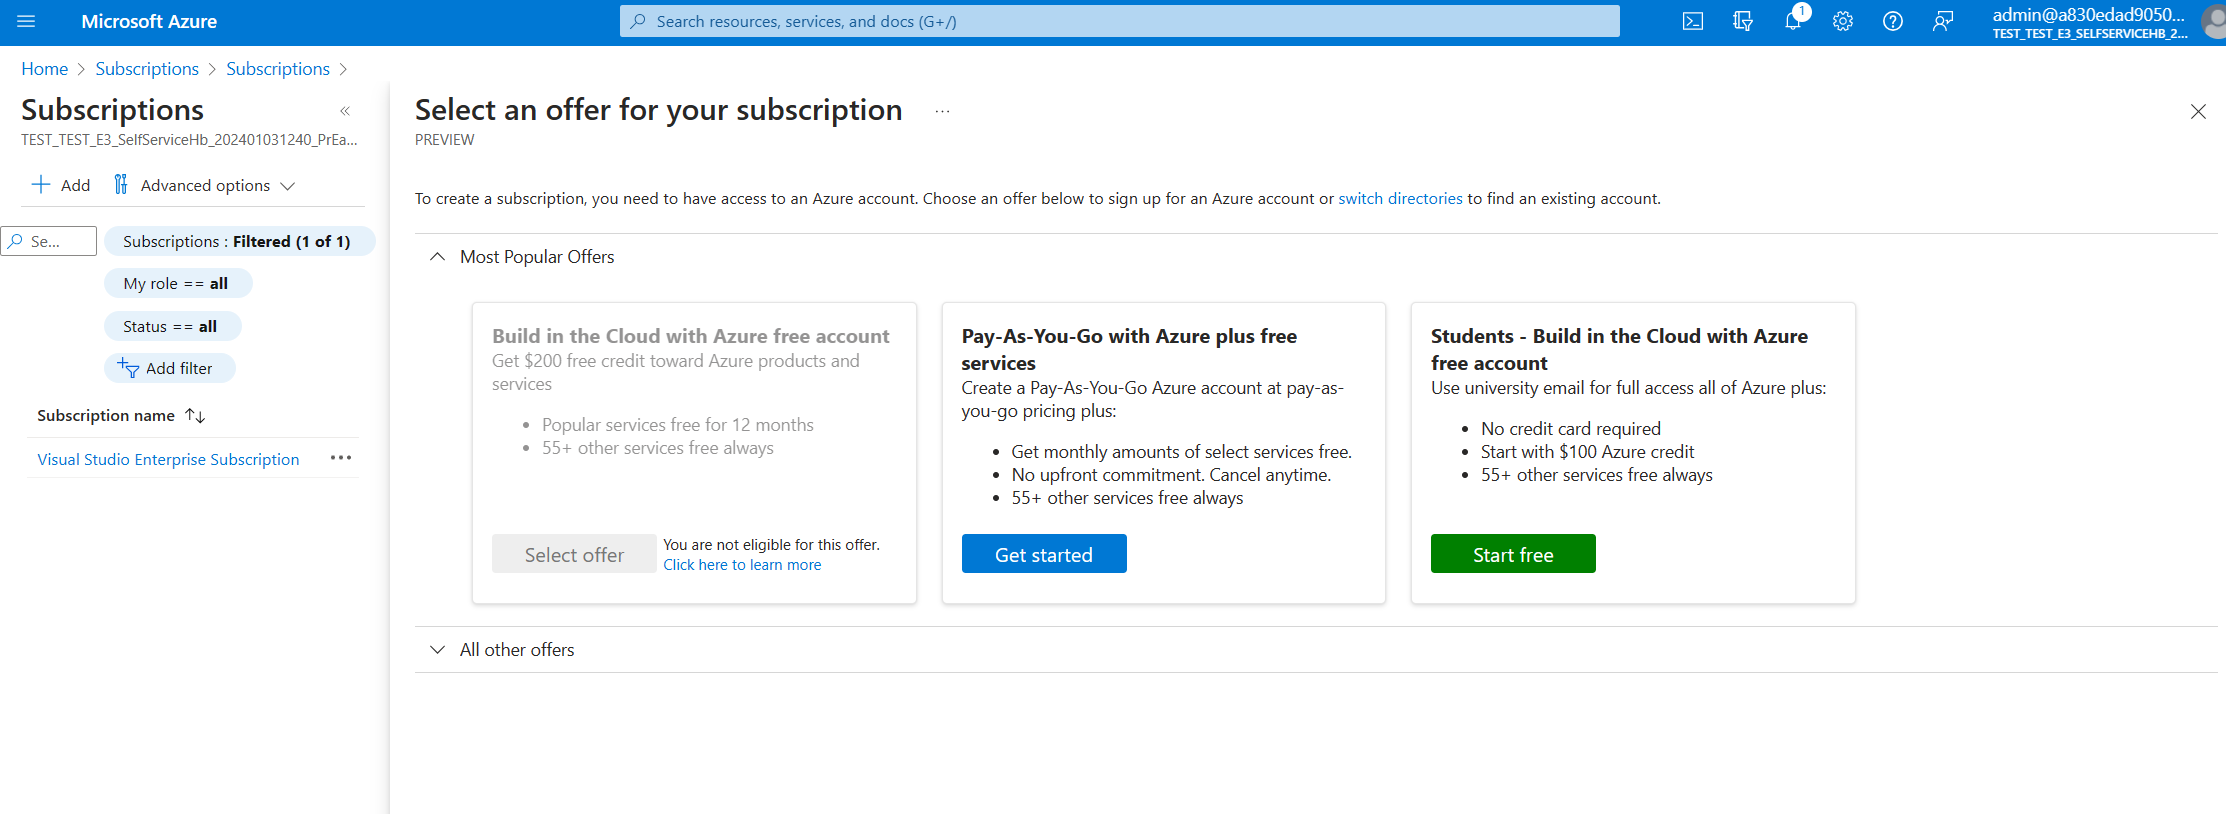 Microsoft Azure
Search resources, services, and docs (G+/)
1
admin@a830edad9050...
TEST_TEST_E3_SELFSERVICEHB_2...
Home > Subscriptions > Subscriptions >
Subscriptions
«
TEST_TEST_E3_SelfServiceHb_202401031240_PrEa...
Add
Advanced options
Se...
Subscriptions : Filtered (1 of 1)
My role == all
Status == all
Add filter
Subscription name ↑↓
Visual Studio Enterprise Subscription ...
Select an offer for your subscription ...
PREVIEW
To create a subscription, you need to have access to an Azure account. Choose an offer below to sign up for an Azure account or switch directories to find an existing account.
Most Popular Offers
Build in the Cloud with Azure free account
Get $200 free credit toward Azure products and
services
• Popular services free for 12 months
• 55+ other services free always
Select offer
You are not eligible for this offer.
Click here to learn more
Pay-As-You-Go with Azure plus free
services
Create a Pay-As-You-Go Azure account at pay-as-
you-go pricing plus:
• Get monthly amounts of select services free.
• No upfront commitment. Cancel anytime.
• 55+ other services free always
Get started
Students - Build in the Cloud with Azure
free account
Use university email for full access all of Azure plus:
• No credit card required
• Start with $100 Azure credit
• 55+ other services free always
Start free
All other offers